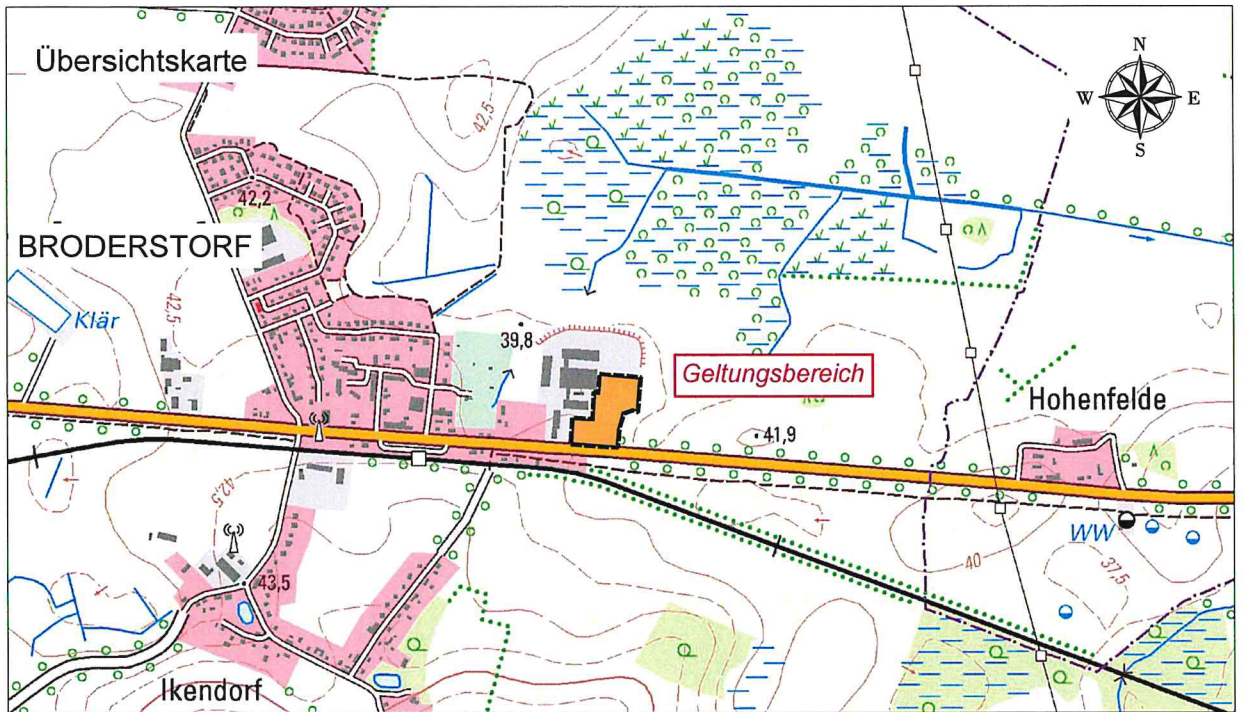 Übersichtskarte
42,5
N
W E
S
42,2
BRODERSTORF
Klär
42,5
39,8
Geltungsbereich
Hohenfelde
41,9
42,5
WW
40
37,5
43,5
Ikendorf